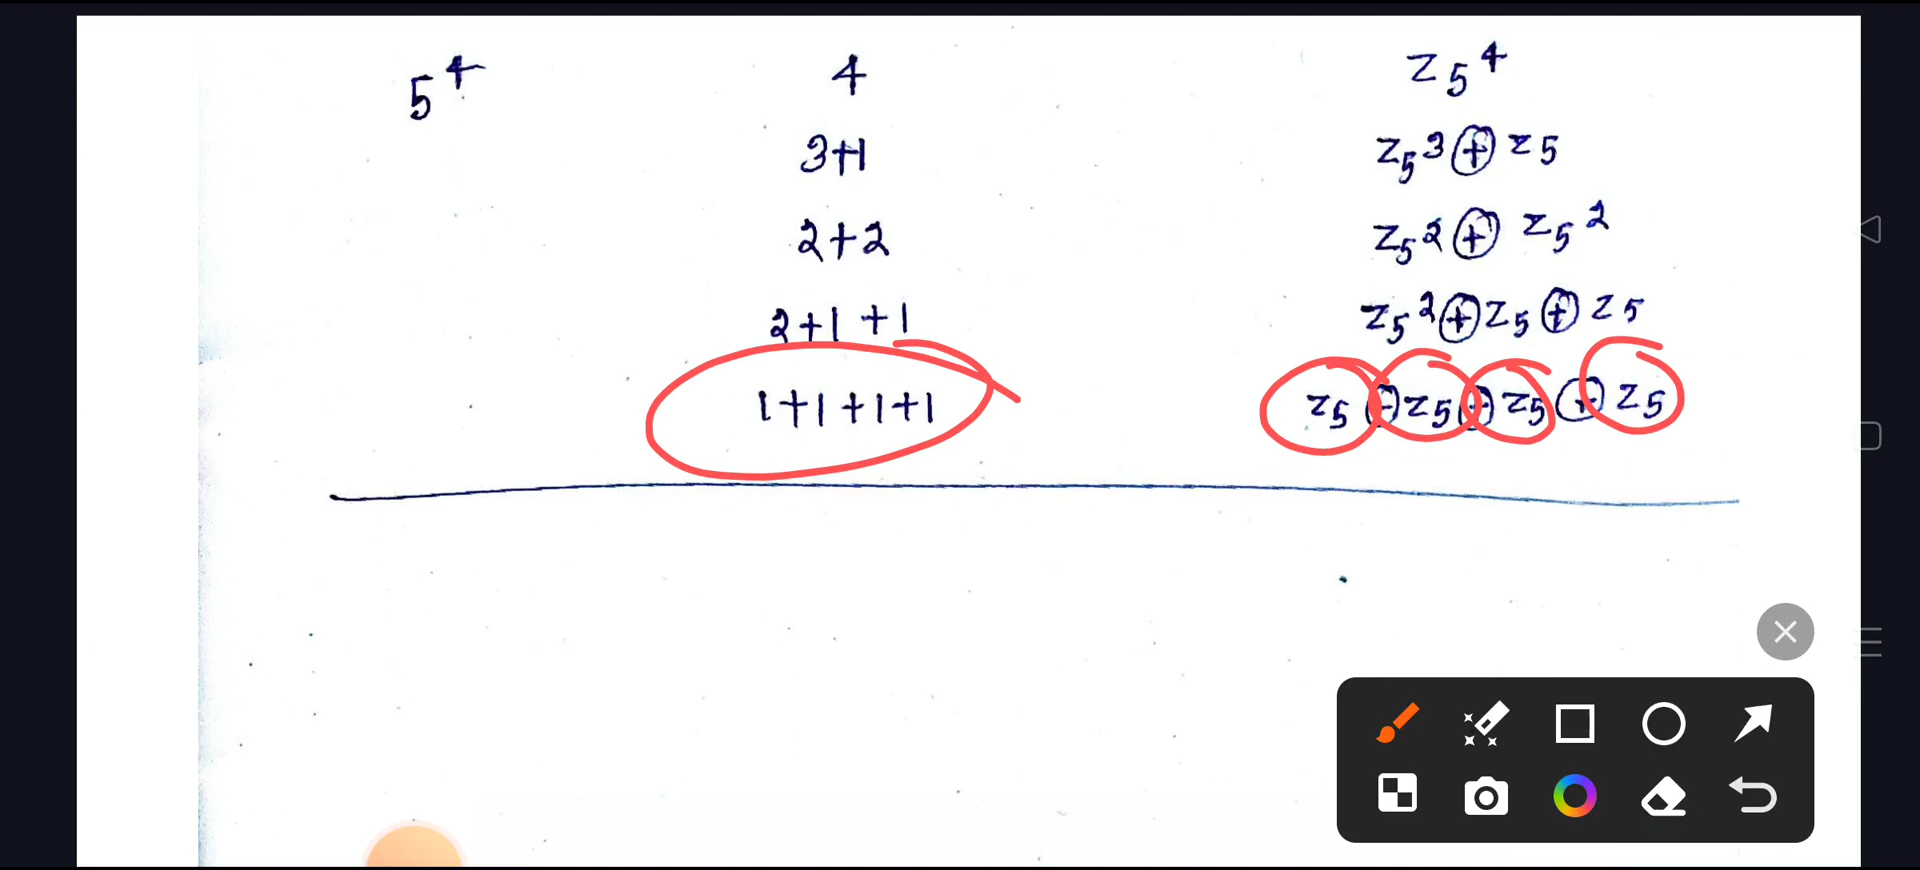 5⁴ 4 Z₅⁴
3+1 Z₅³ ⊕ Z₅
2+2 Z₅² ⊕ Z₅²
2+1+1 Z₅² ⊕ Z₅ ⊕ Z₅
1+1+1+1 Z₅ ⊕ Z₅ ⊕ Z₅ ⊕ Z₅